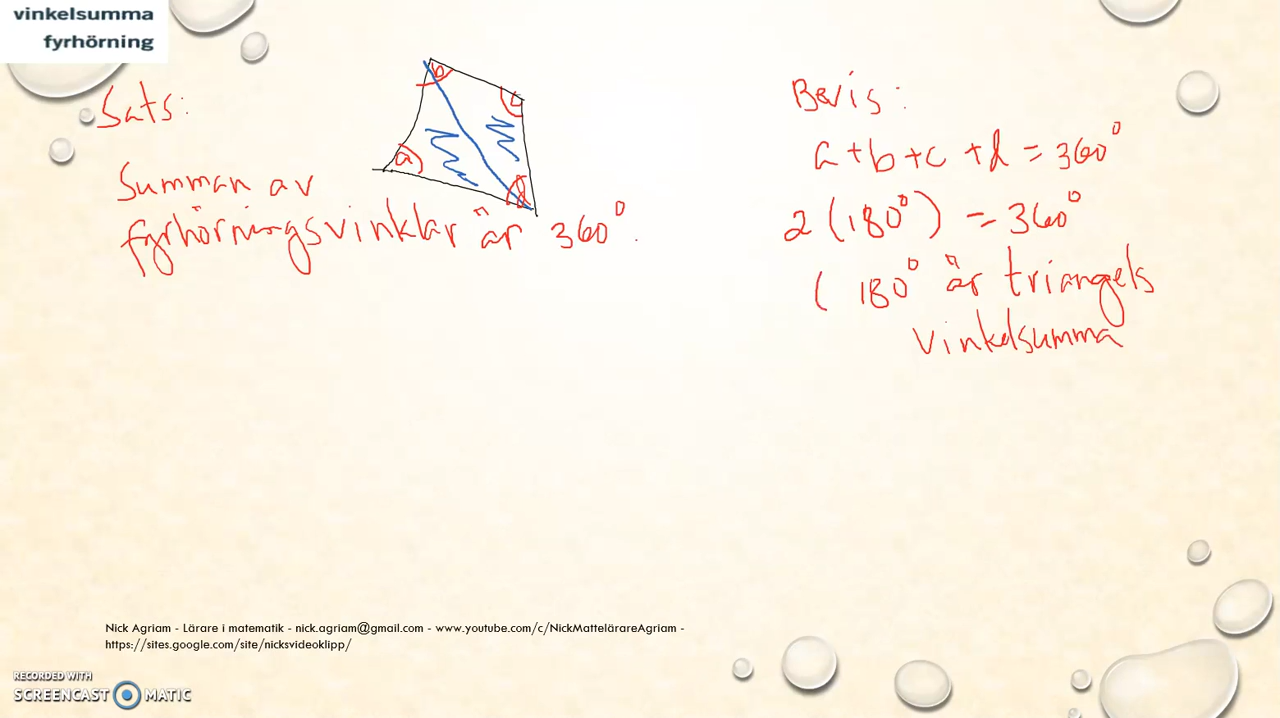 vinkelsumma
fyrhörning
Sats:
Summan av
fyrhörningsvinklar är 360°.
b
c
a
d
Bevis:
a+b+c+d=360°
2(180°)=360°
(180° är triangels
vinkelsumma
Nick Agriam - Lärare i matematik - nick.agriam@gmail.com - www.youtube.com/c/NickMattelärareAgriam -
https://sites.google.com/site/nicksvideoklipp/
RECORDED WITH
SCREENCAST MATIC